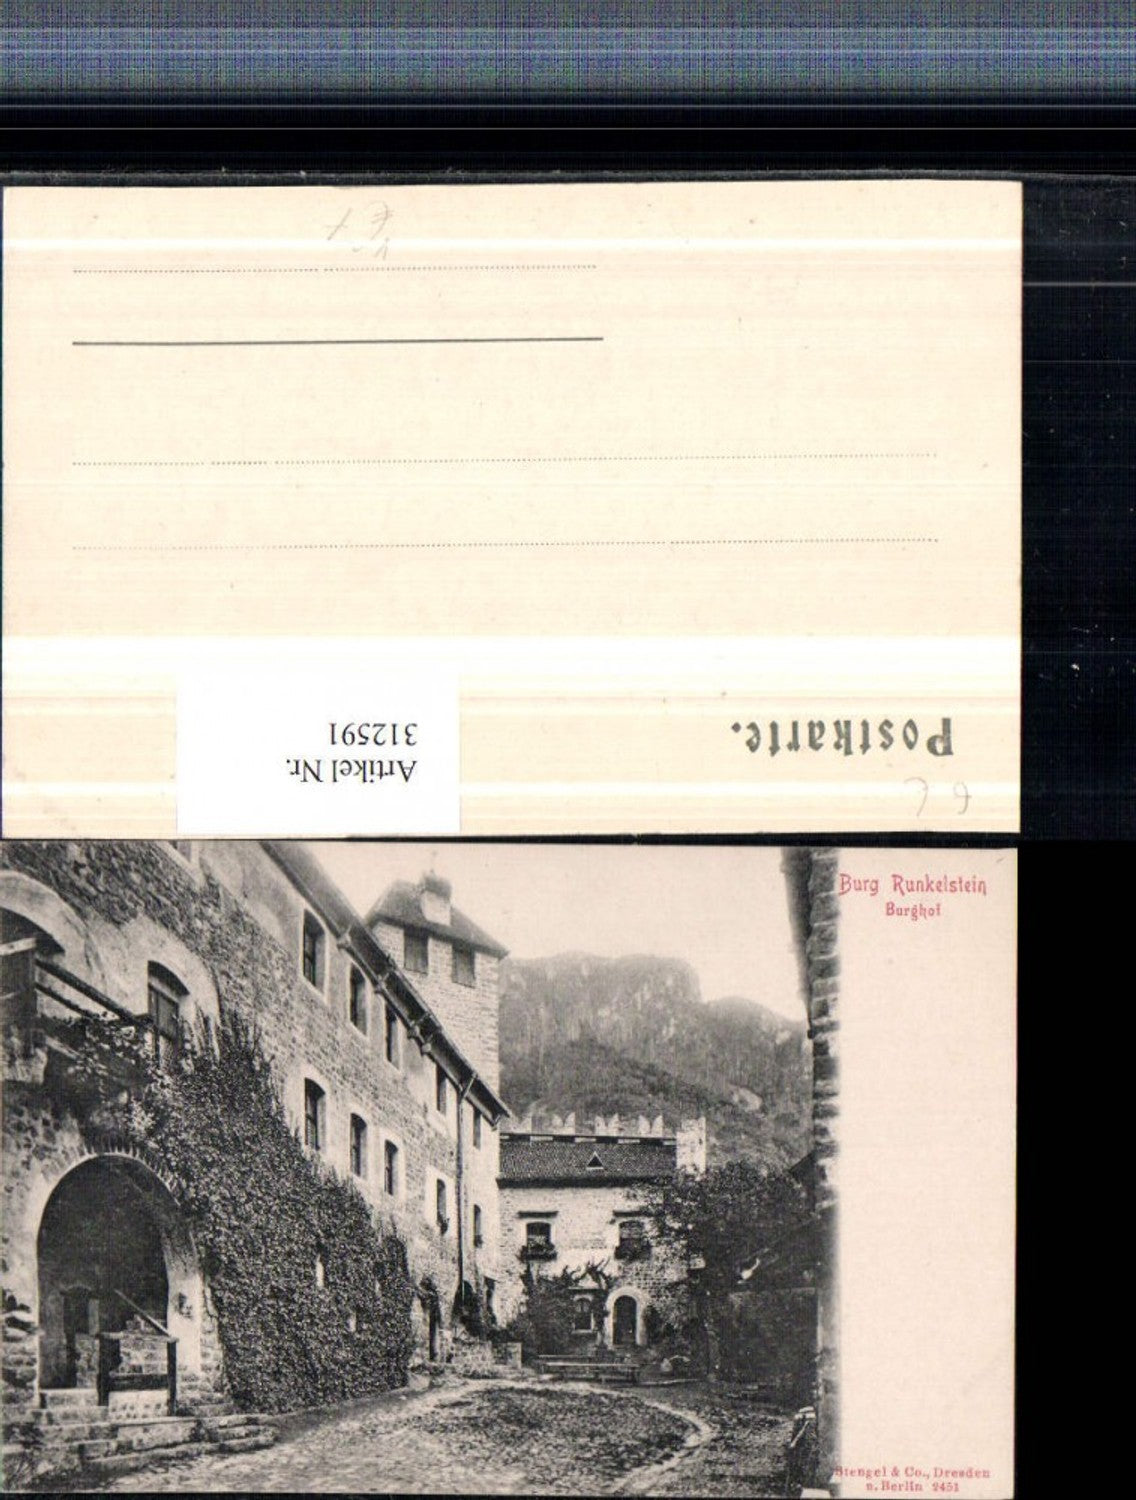 Postkarte.
Artikel Nr.
312591
Burg Runkelstein
Burghof
Stengel & Co., Dresden
u. Berlin 2451